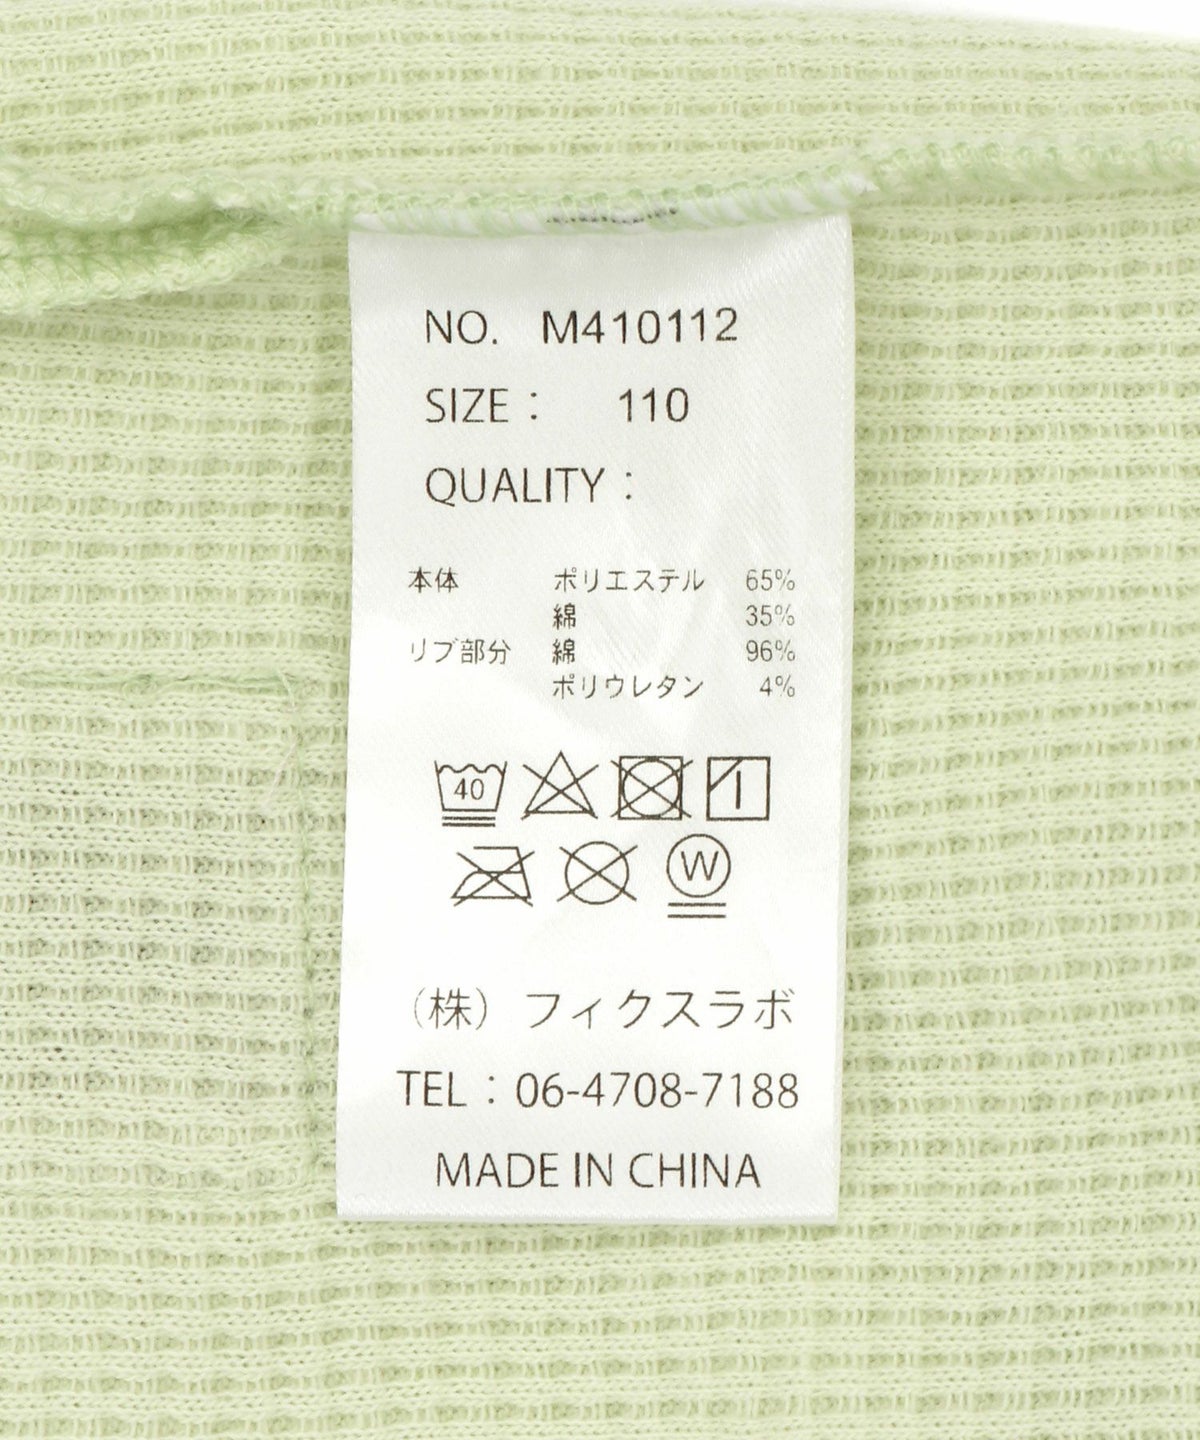 NO. M410112
SIZE : 110
QUALITY :
本体 ポリエステル 65%
綿 35%
リブ部分 綿 96%
ポリウレタン 4%
40
W
（株）フィクスラボ
TEL : 06-4708-7188
MADE IN CHINA